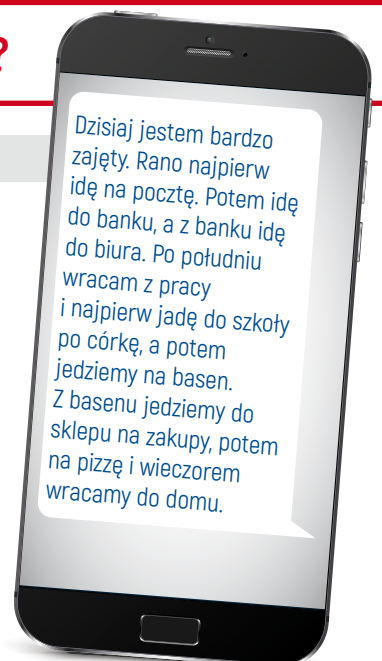 ?
Dzisiaj jestem bardzo
zajęty. Rano najpierw
idę na pocztę. Potem idę
do banku, a z banku idę
do biura. Po południu
wracam z pracy
i najpierw jadę do szkoły
po córkę, a potem
jedziemy na basen.
Z basenu jedziemy do
sklepu na zakupy, potem
na pizzę i wieczorem
wracamy do domu.